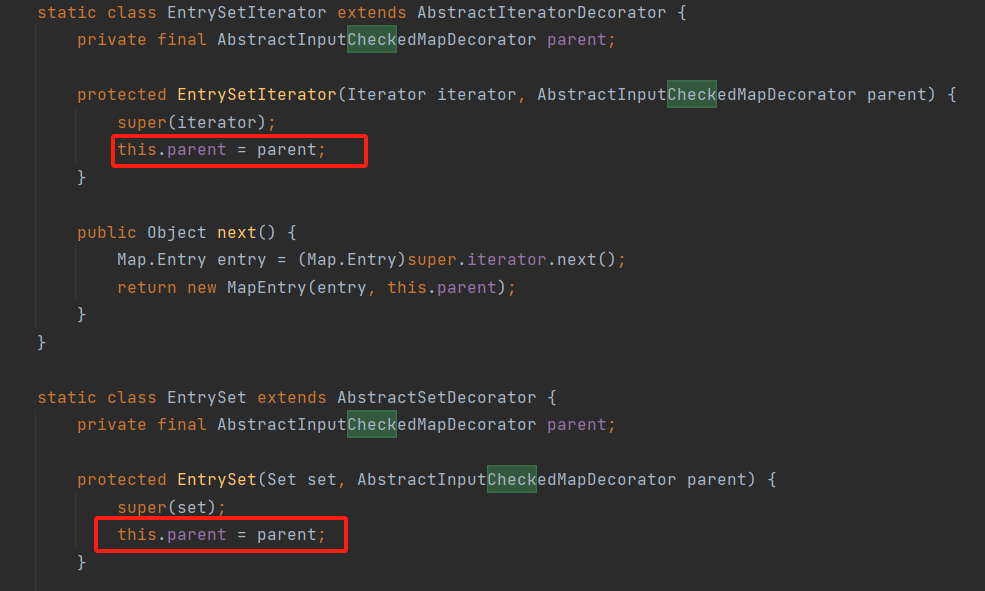 static class EntrySetIterator extends AbstractIteratorDecorator {
private final AbstractInputCheckedMapDecorator parent;
protected EntrySetIterator(Iterator iterator, AbstractInputCheckedMapDecorator parent) {
super(iterator);
this.parent = parent;
}
public Object next() {
Map.Entry entry = (Map.Entry)super.iterator.next();
return new MapEntry(entry, this.parent);
}
}
static class EntrySet extends AbstractSetDecorator {
private final AbstractInputCheckedMapDecorator parent;
protected EntrySet(Set set, AbstractInputCheckedMapDecorator parent) {
super(set);
this.parent = parent;
}